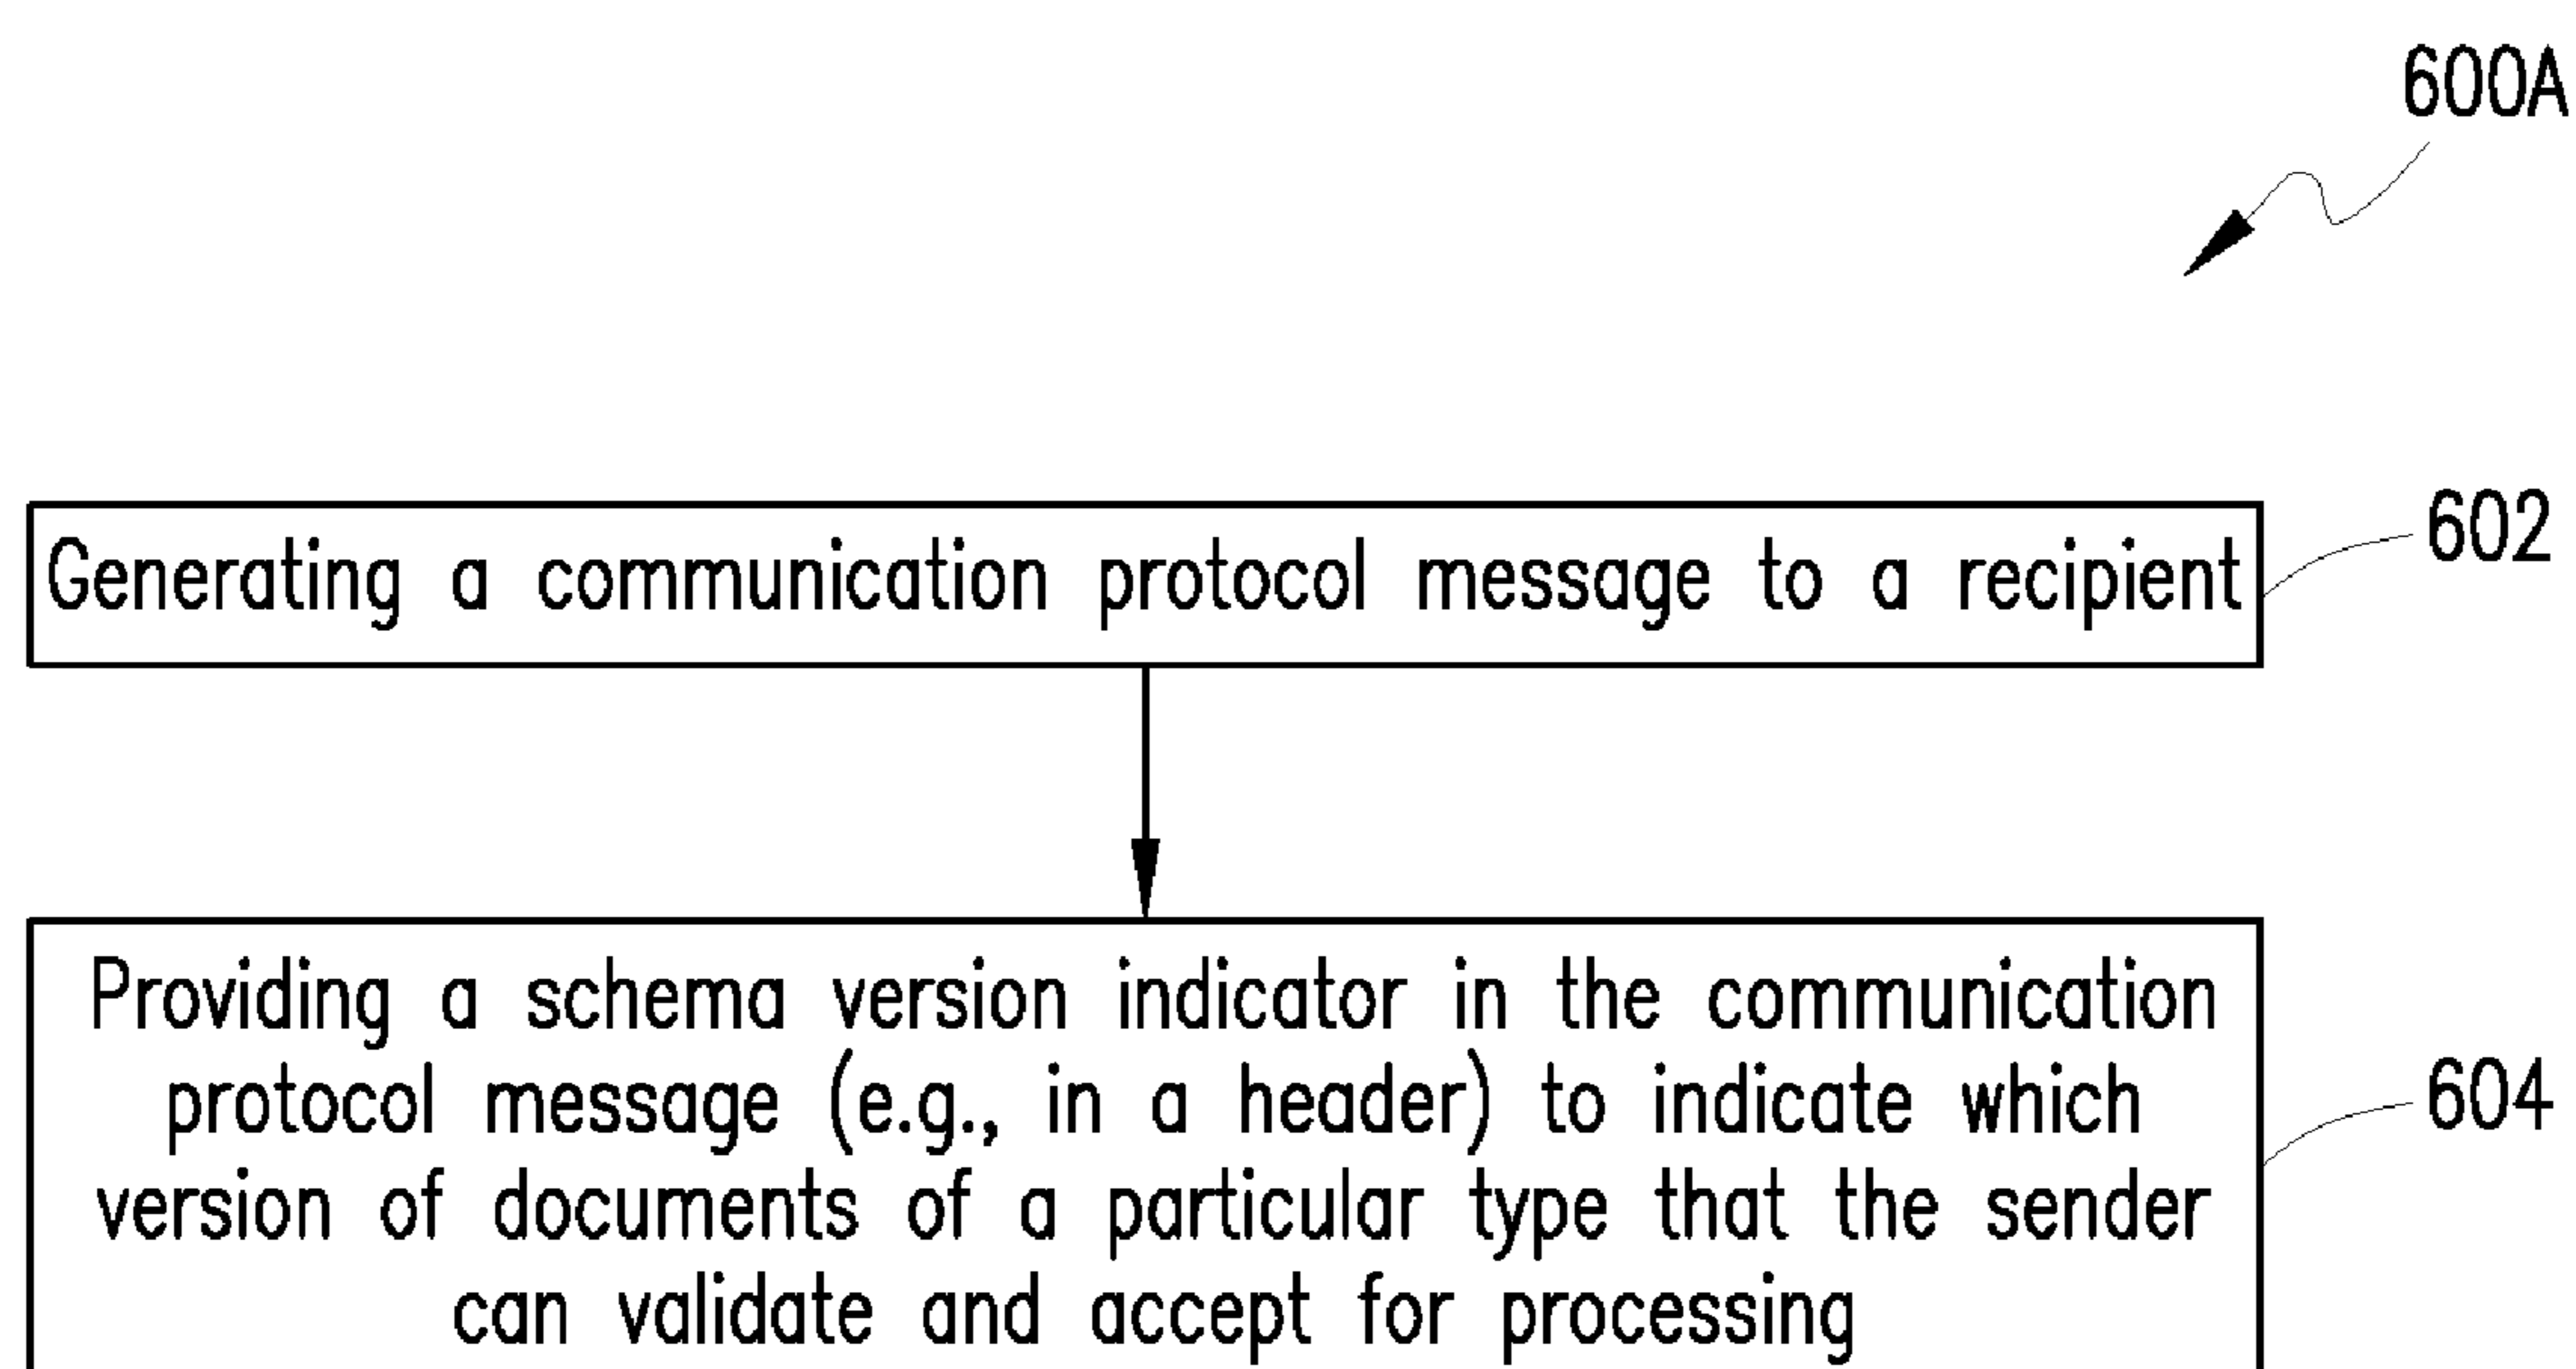 600A
Generating a communication protocol message to a recipient
602
Providing a schema version indicator in the communication
protocol message (e.g., in a header) to indicate which
version of documents of a particular type that the sender
can validate and accept for processing
604